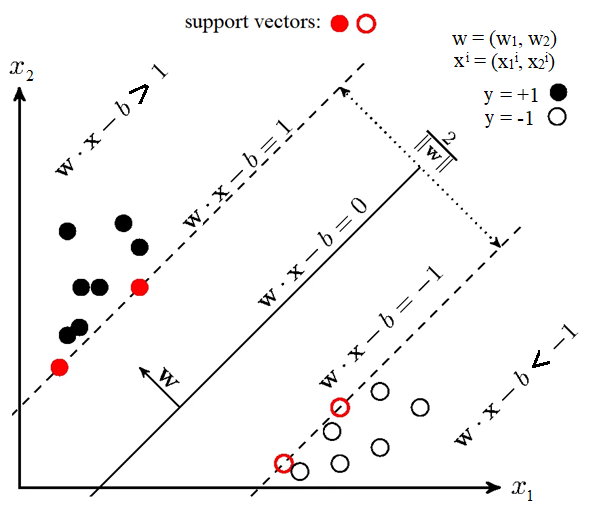 support vectors:
w = (w₁, w₂)
xⁱ = (x₁ⁱ, x₂ⁱ)
y = +1
y = -1
x₂
w · x − b > 1
w · x − b = 1
2
‖w‖
w · x − b = 0
w · x − b = −1
w · x − b < −1
w
x₁